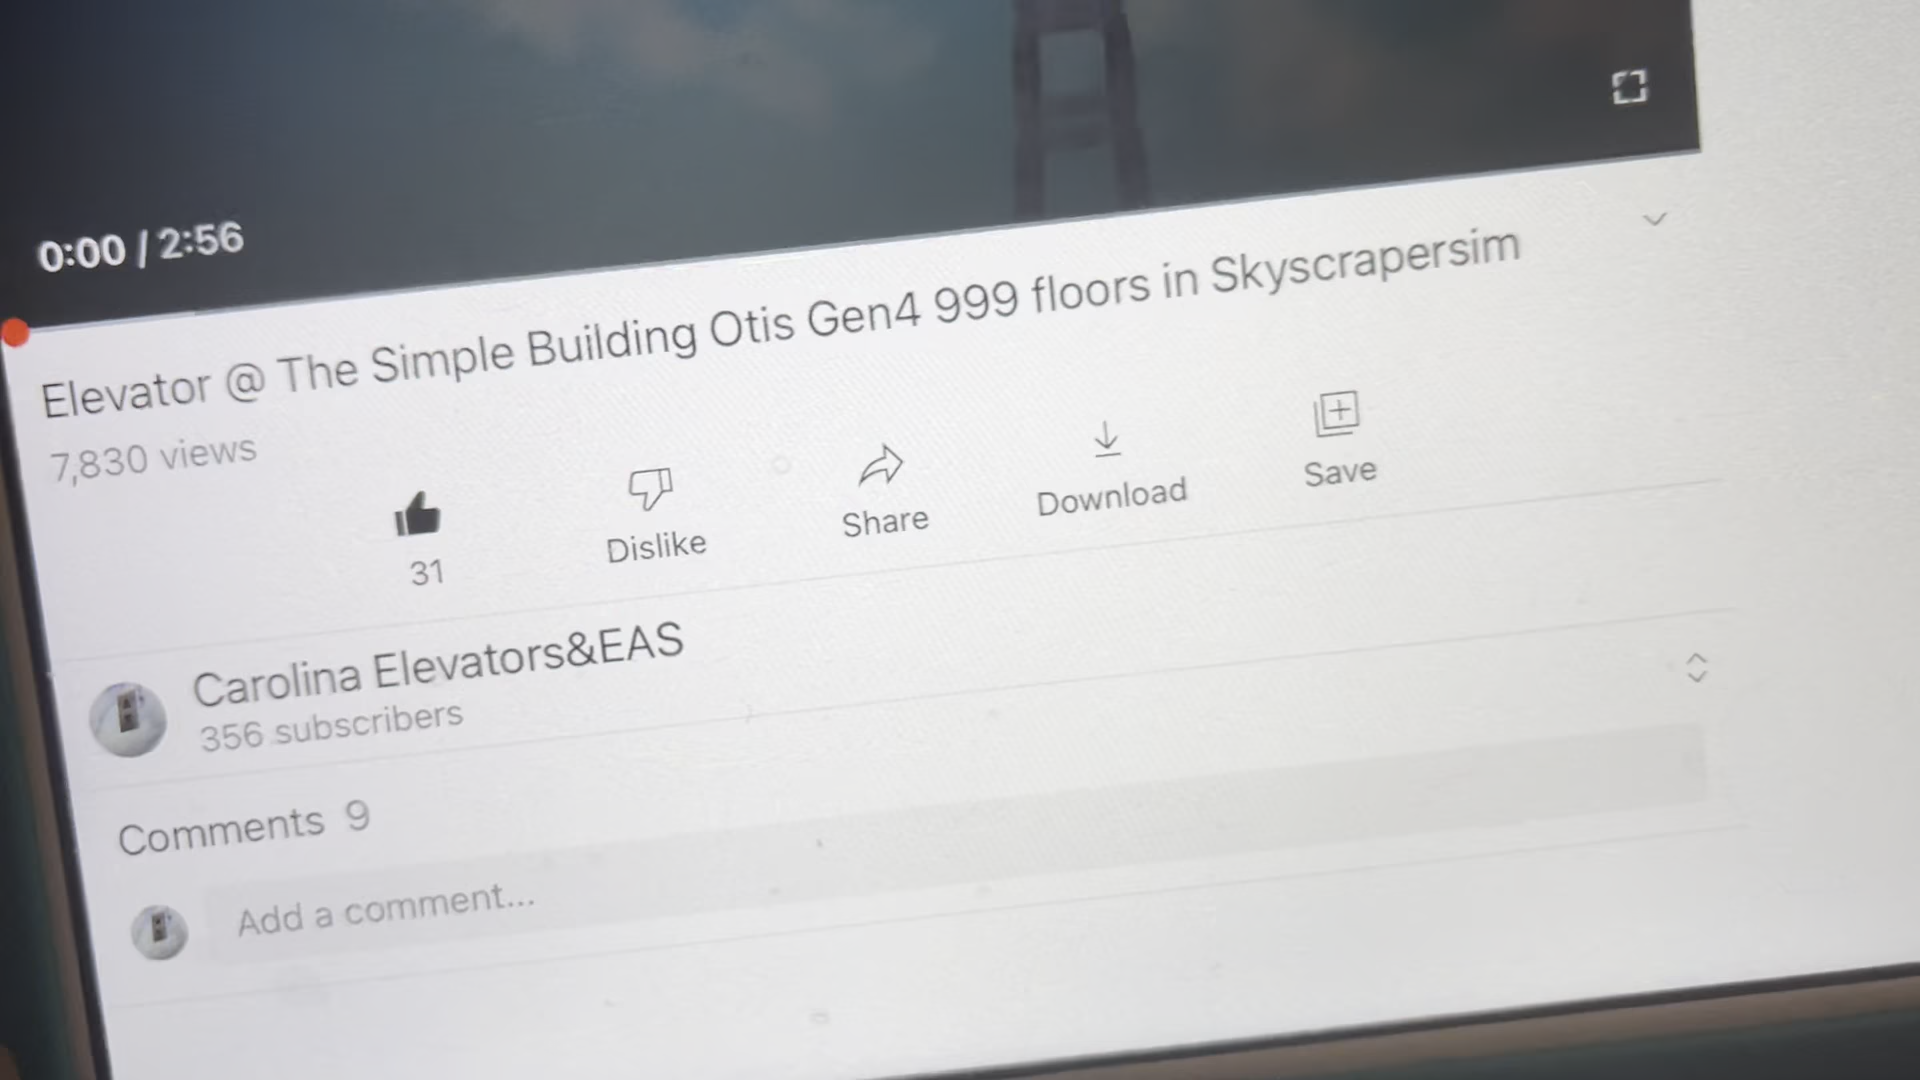 0:00 / 2:56
Elevator @ The Simple Building Otis Gen4 999 floors in Skyscrapersim
7,830 views
31
Dislike
Share
Download
Save
Carolina Elevators&EAS
356 subscribers
Comments 9
Add a comment...